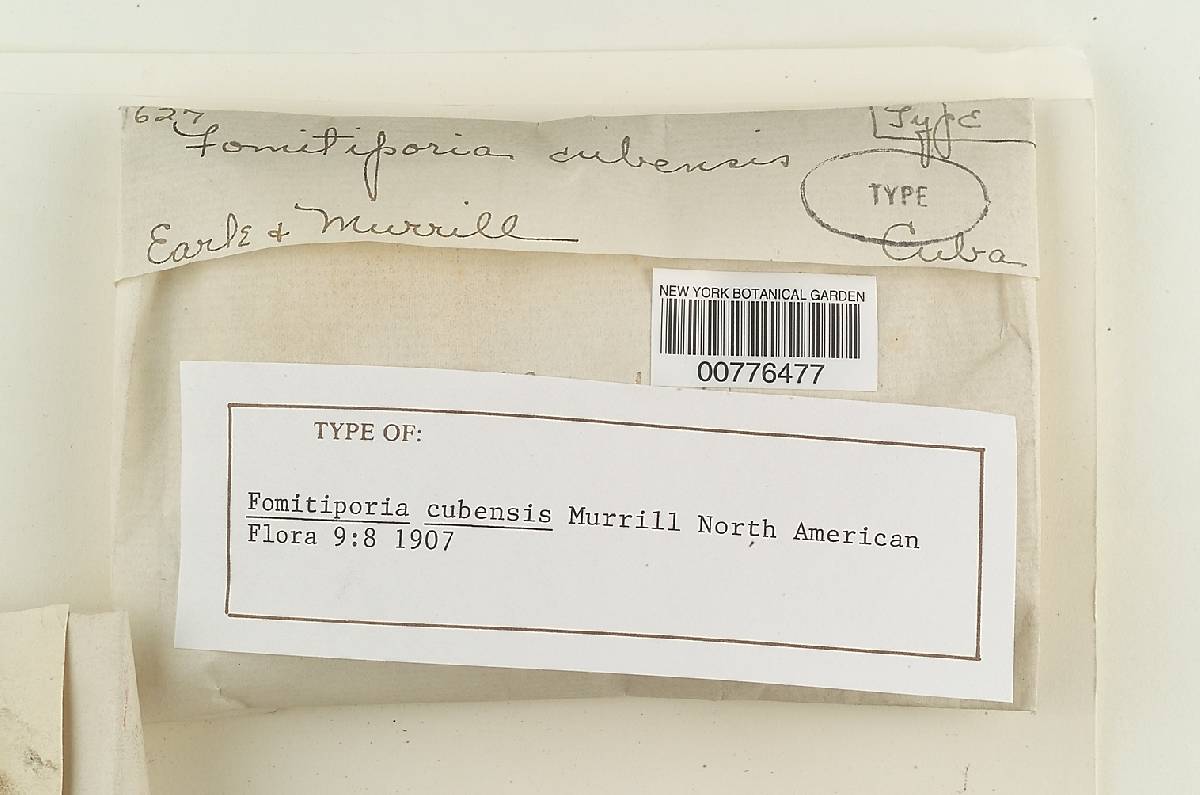 627
Type
Fomitiporia cubensis
TYPE
Earle & Murrill
Cuba
NEW YORK BOTANICAL GARDEN
00776477
TYPE OF:
Fomitiporia cubensis Murrill North American
Flora 9:8 1907